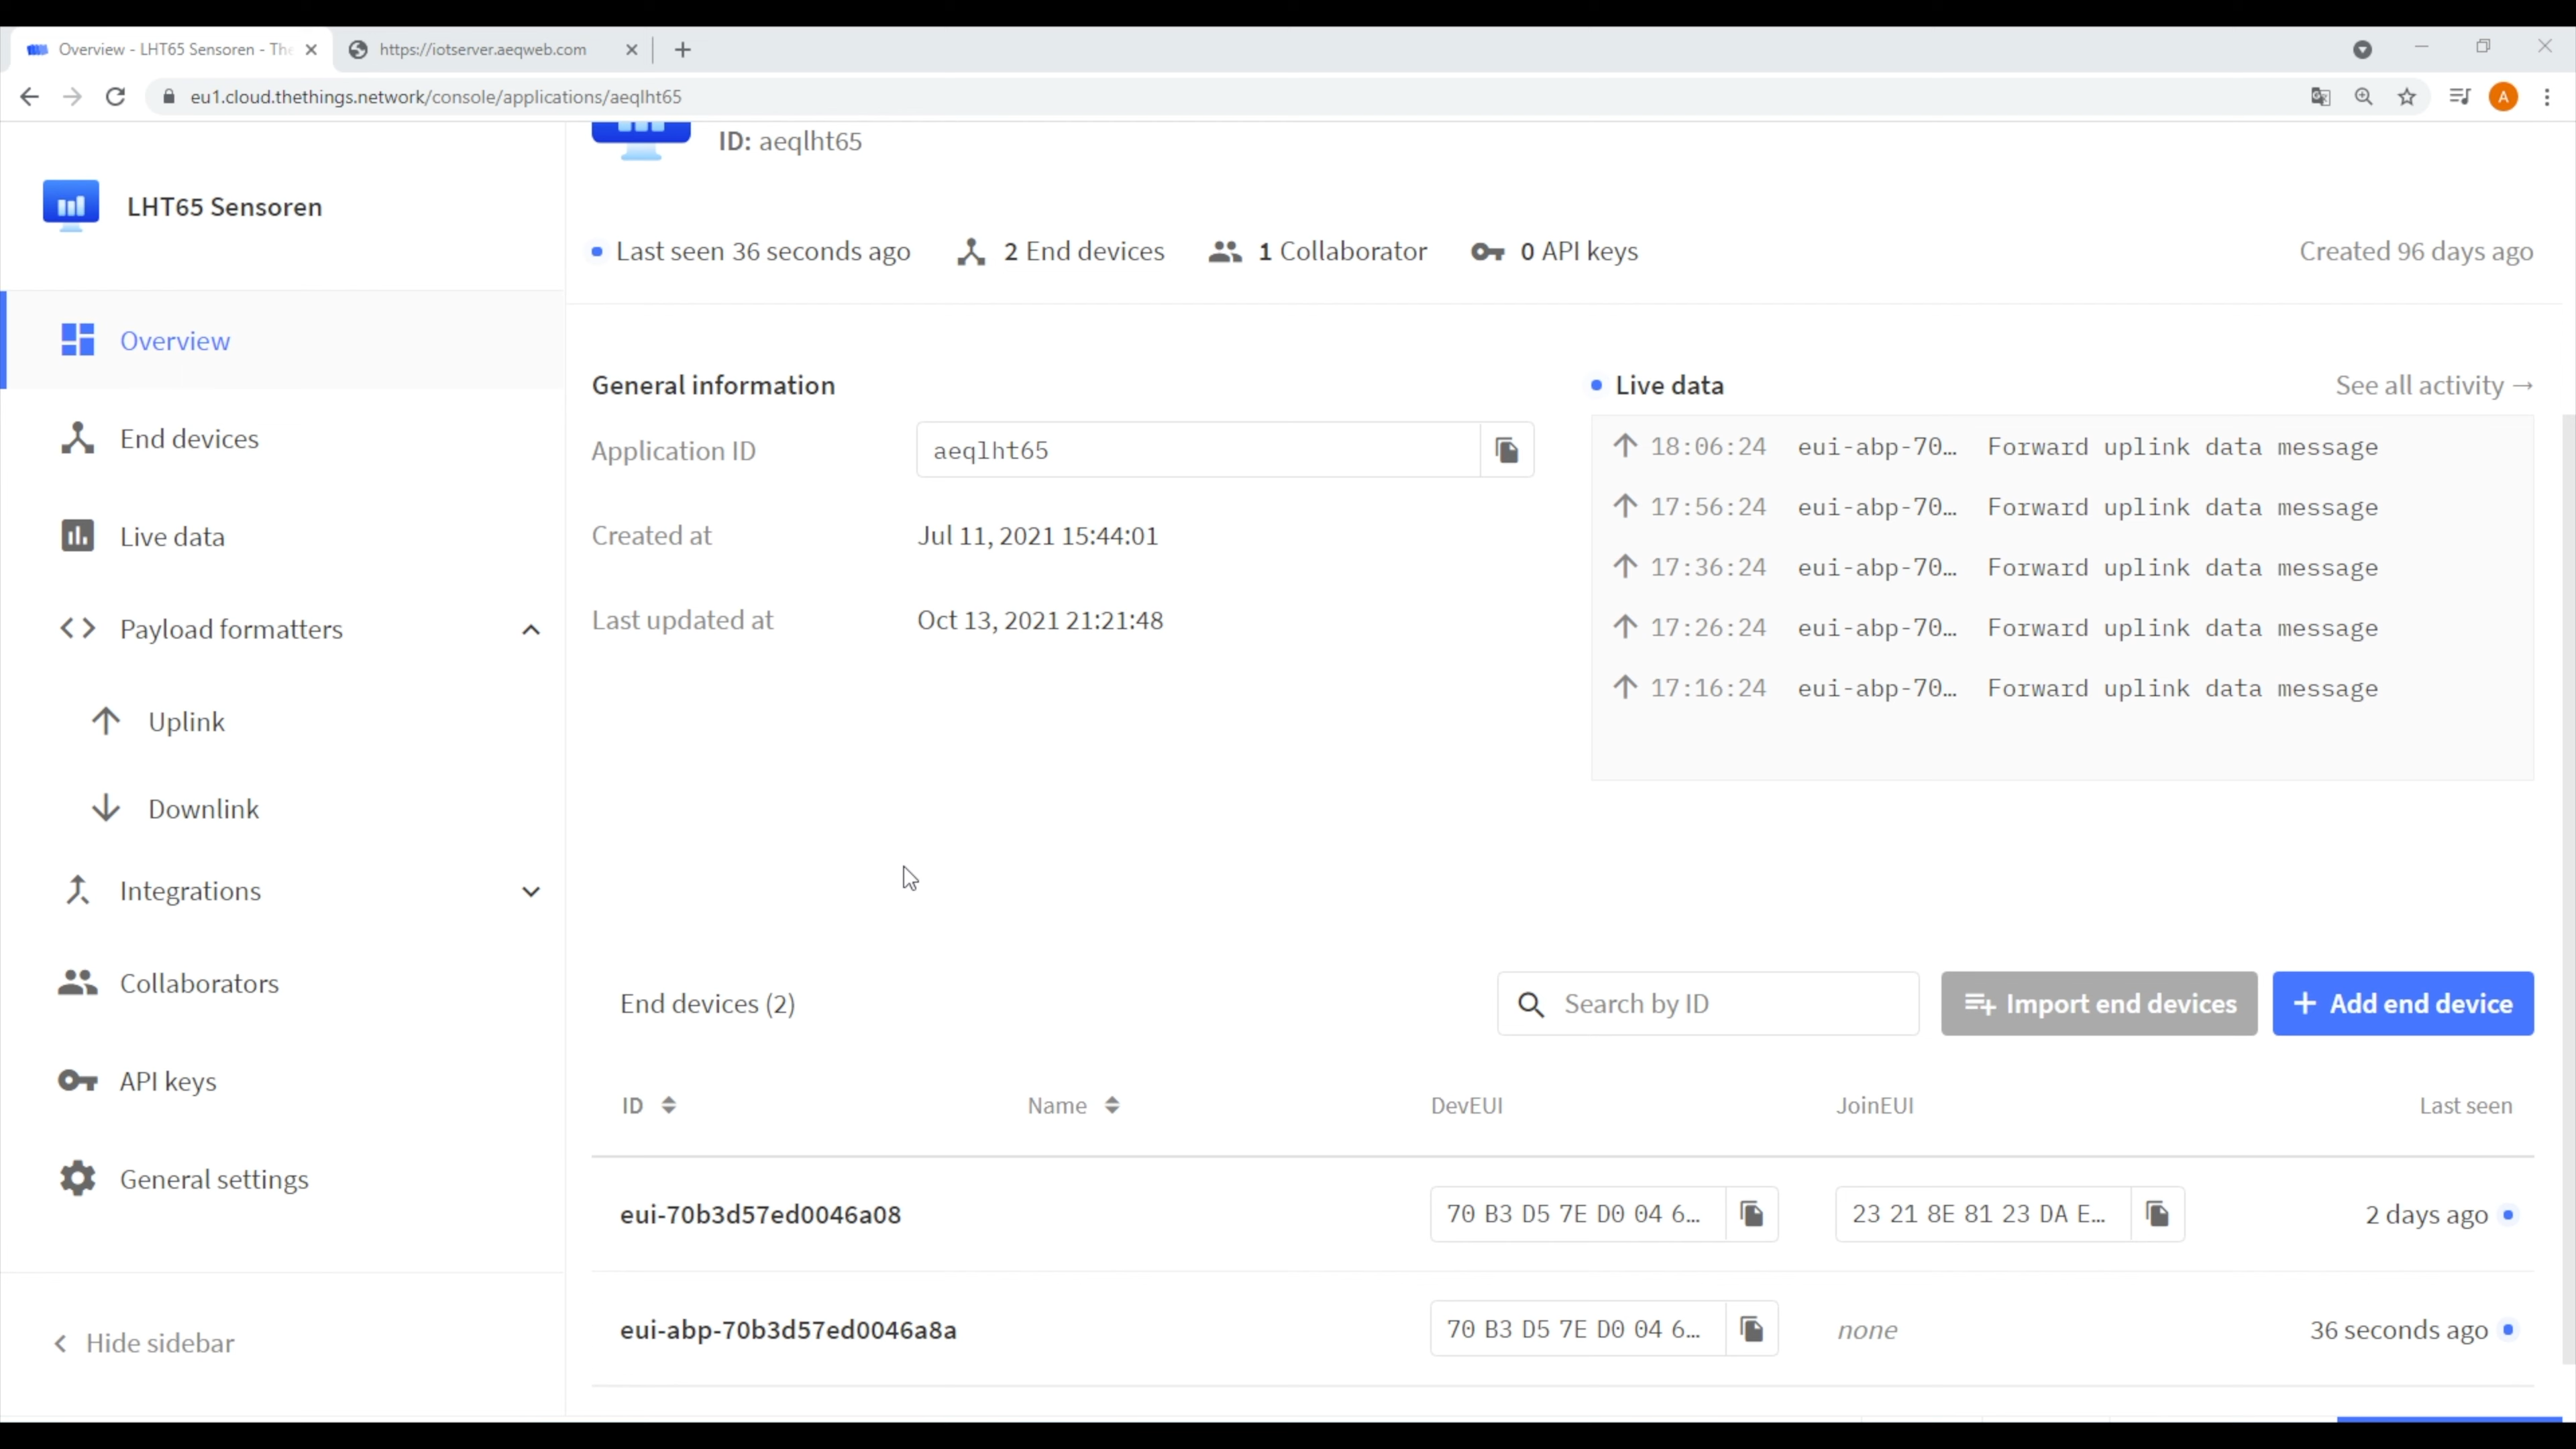 Overview - LHT65 Sensoren - The
https://iotserver.aeqweb.com
eu1.cloud.thethings.network/console/applications/aeqlht65
A
ID: aeqlht65
LHT65 Sensoren
Last seen 36 seconds ago
2 End devices
1 Collaborator
0 API keys
Created 96 days ago
Overview
End devices
Live data
Payload formatters
Uplink
Downlink
Integrations
Collaborators
API keys
General settings
Hide sidebar
General information
Application ID
aeqlht65
Created at
Jul 11, 2021 15:44:01
Last updated at
Oct 13, 2021 21:21:48
Live data
See all activity →
18:06:24 eui-abp-70… Forward uplink data message
17:56:24 eui-abp-70… Forward uplink data message
17:36:24 eui-abp-70… Forward uplink data message
17:26:24 eui-abp-70… Forward uplink data message
17:16:24 eui-abp-70… Forward uplink data message
End devices (2)
Search by ID
Import end devices
+ Add end device
ID Name DevEUI JoinEUI Last seen
eui-70b3d57ed0046a08 70 B3 D5 7E D0 04 6… 23 21 8E 81 23 DA E… 2 days ago
eui-abp-70b3d57ed0046a8a 70 B3 D5 7E D0 04 6… none 36 seconds ago